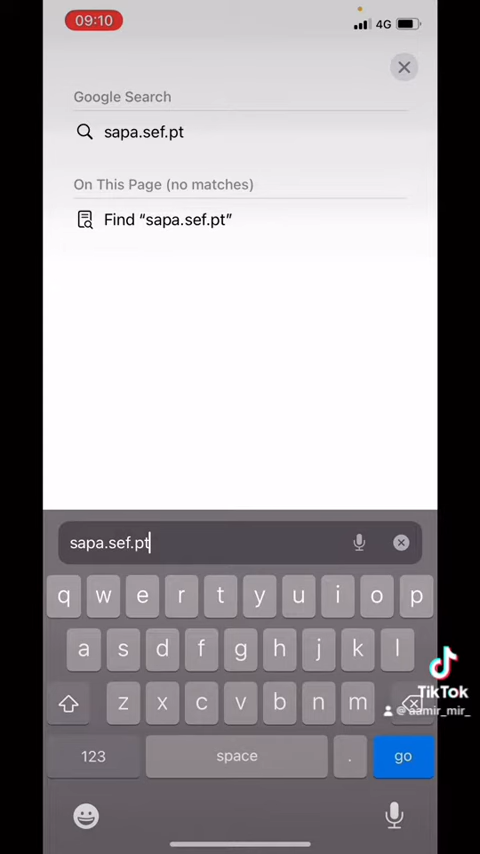 09:10
4G
Google Search
sapa.sef.pt
On This Page (no matches)
Find “sapa.sef.pt”
sapa.sef.pt
q w e r t y u i o p
a s d f g h j k l
z x c v b n m
TikTok
@aamir_mir_
123 space . go